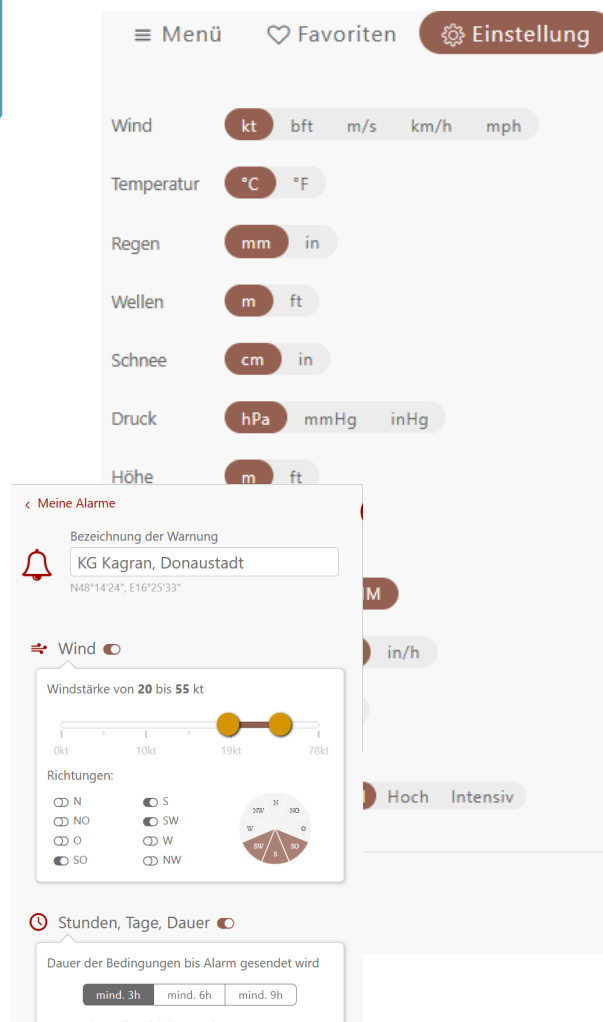 Menü Favoriten Einstellung
Wind kt bft m/s km/h mph
Temperatur °C °F
Regen mm in
Wellen m ft
Schnee cm in
Druck hPa mmHg inHg
Höhe m ft
M
in/h
Hoch Intensiv
‹ Meine Alarme
Bezeichnung der Warnung
KG Kagran, Donaustadt
N48°14'24", E16°25'33"
Wind
Windstärke von 20 bis 55 kt
0kt 10kt 19kt 78kt
Richtungen:
N S
NO SW
O W
SO NW
N
NW NO
W O
SW SO
S
Stunden, Tage, Dauer
Dauer der Bedingungen bis Alarm gesendet wird
mind. 3h mind. 6h mind. 9h